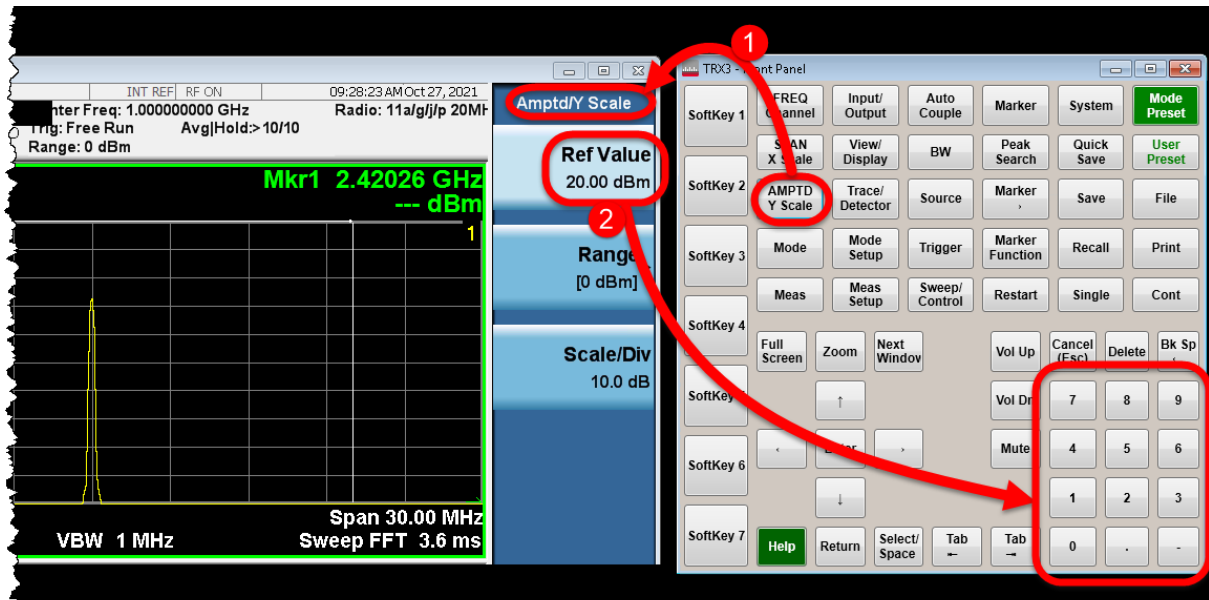 1
INT REF RF ON 09:28:23 AM Oct 27, 2021
nter Freq: 1.000000000 GHz Radio: 11a/g/j/p 20MH
Trig: Free Run Avg|Hold:> 10/10
Range: 0 dBm
Mkr1 2.42026 GHz
--- dBm
1
Span 30.00 MHz
VBW 1 MHz Sweep FFT 3.6 ms
Amptd/Y Scale
Ref Value
20.00 dBm
2
Range
[0 dBm]
Scale/Div
10.0 dB
TRX3 - ont Panel
SoftKey 1
SoftKey 2
SoftKey 3
SoftKey 4
SoftKey
SoftKey 6
SoftKey 7
FREQ
Channel
Input/
Output
Auto
Couple
Marker
System
Mode
Preset
SPAN
X Scale
View/
Display
BW
Peak
Search
Quick
Save
User
Preset
AMPTD
Y Scale
Trace/
Detector
Source
Marker
→
Save
File
Mode
Mode
Setup
Trigger
Marker
Function
Recall
Print
Meas
Meas
Setup
Sweep/
Control
Restart
Single
Cont
Full
Screen
Zoom
Next
Window
Vol Up
Cancel
(Esc)
Delete
Bk Sp
↑
Vol Dn
7
8
9
←
Enter
→
Mute
4
5
6
↓
1
2
3
Help
Return
Select/
Space
Tab
←
Tab
→
0
.
-